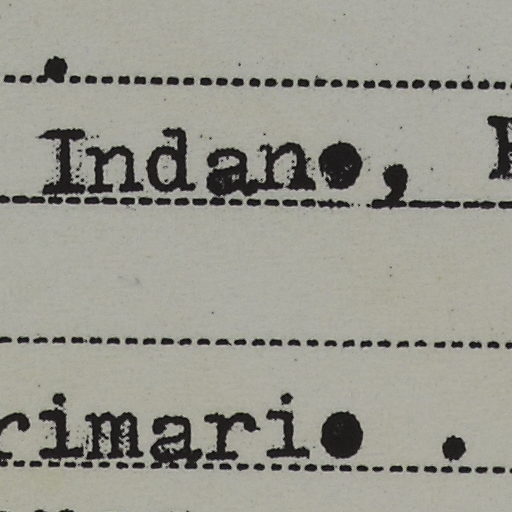 .
Indano,
rimario .